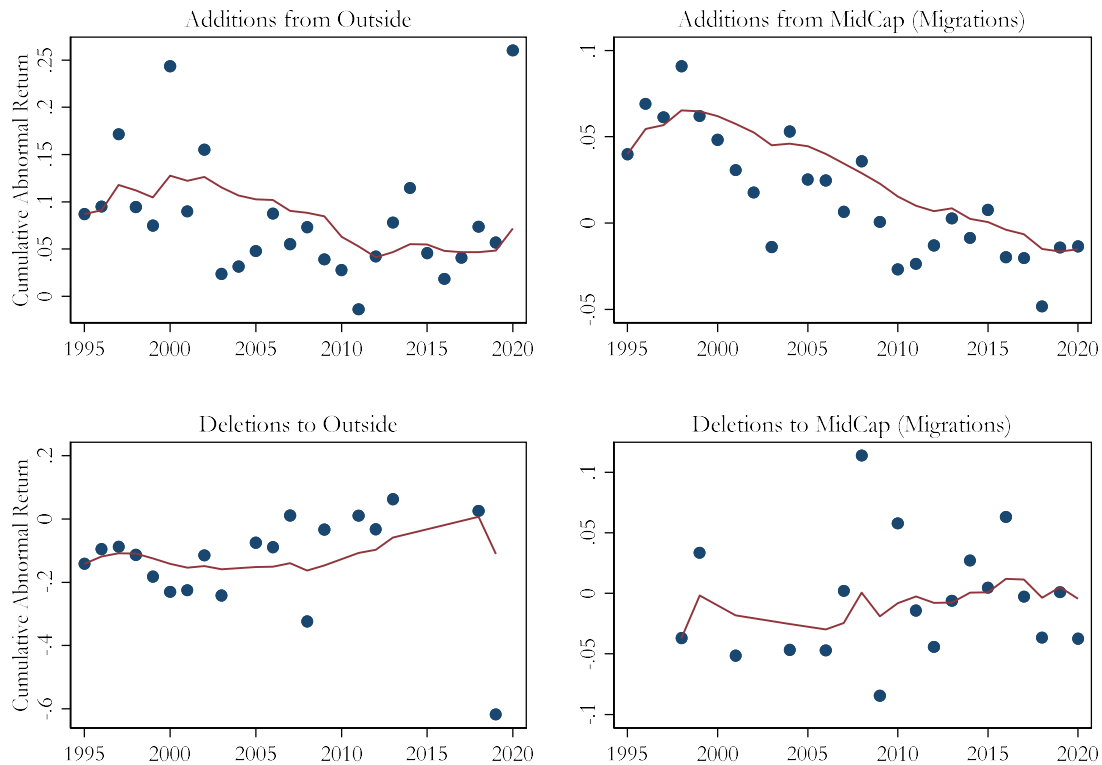 Additions from Outside
Cumulative Abnormal Return
.25
.2
.15
.1
.05
0
1995 2000 2005 2010 2015 2020
Additions from MidCap (Migrations)
.1
.05
0
-.05
1995 2000 2005 2010 2015 2020
Deletions to Outside
Cumulative Abnormal Return
.2
0
-.2
-.4
-.6
1995 2000 2005 2010 2015 2020
Deletions to MidCap (Migrations)
.1
.05
0
-.05
-.1
1995 2000 2005 2010 2015 2020